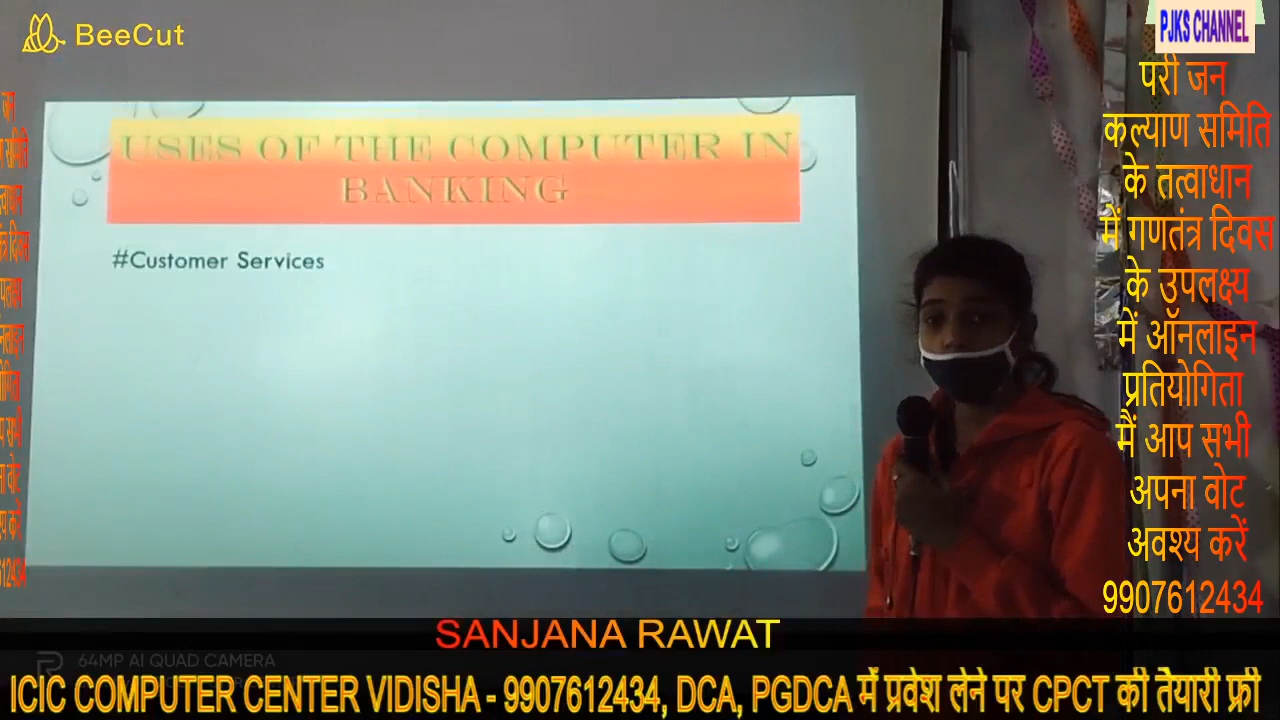 BeeCut
PJKS CHANNEL
USES OF THE COMPUTER IN
BANKING
#Customer Services
परी जन
कल्याण समिति
के तत्वाधान
में गणतंत्र दिवस
के उपलक्ष्य
में ऑनलाइन
प्रतियोगिता
मैं आप सभी
अपना वोट
अवश्य करें
9907612434
SANJANA RAWAT
64MP AI QUAD CAMERA
ICIC COMPUTER CENTER VIDISHA - 9907612434, DCA, PGDCA में प्रवेश लेने पर CPCT की तैयारी फ्री